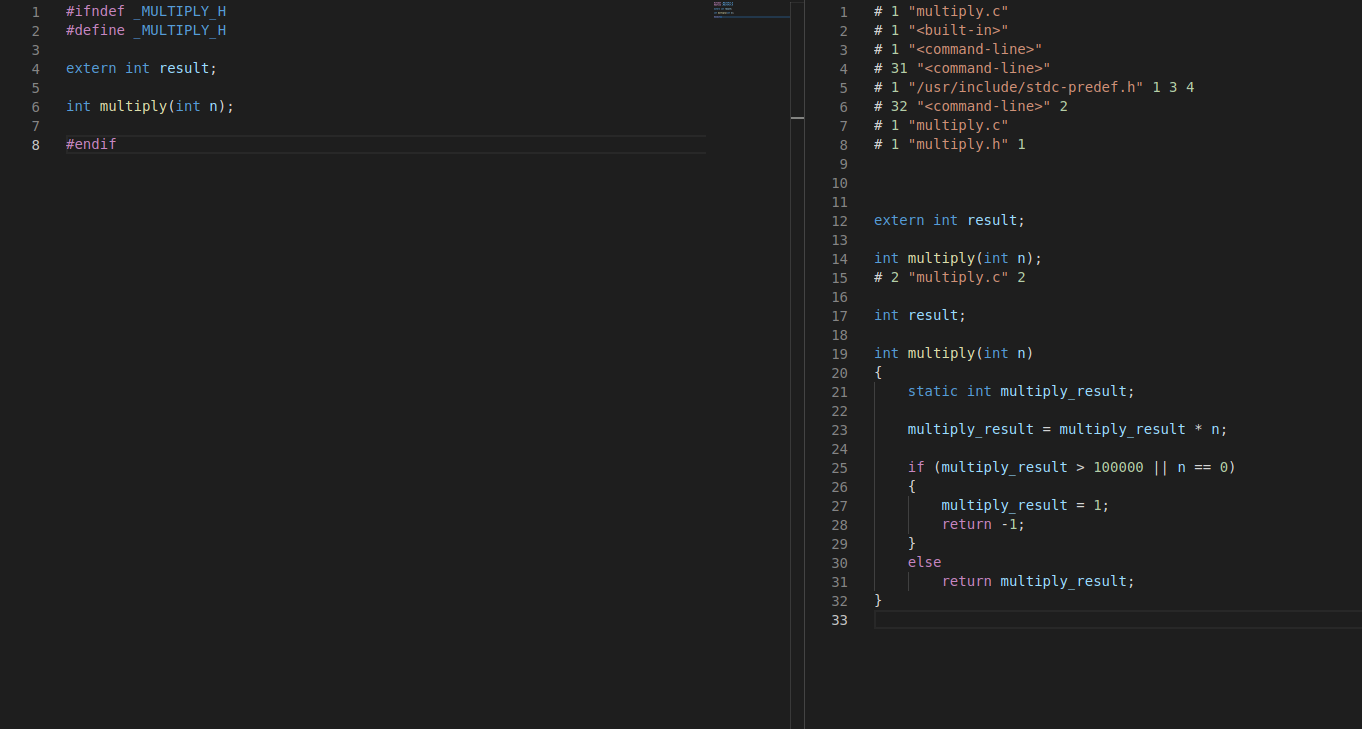 1 #ifndef _MULTIPLY_H
2 #define _MULTIPLY_H
3
4 extern int result;
5
6 int multiply(int n);
7
8 #endif
1 # 1 "multiply.c"
2 # 1 "<built-in>"
3 # 1 "<command-line>"
4 # 31 "<command-line>"
5 # 1 "/usr/include/stdc-predef.h" 1 3 4
6 # 32 "<command-line>" 2
7 # 1 "multiply.c"
8 # 1 "multiply.h" 1
9
10
11
12 extern int result;
13
14 int multiply(int n);
15 # 2 "multiply.c" 2
16
17 int result;
18
19 int multiply(int n)
20 {
21     static int multiply_result;
22
23     multiply_result = multiply_result * n;
24
25     if (multiply_result > 100000 || n == 0)
26     {
27         multiply_result = 1;
28         return -1;
29     }
30     else
31         return multiply_result;
32 }
33